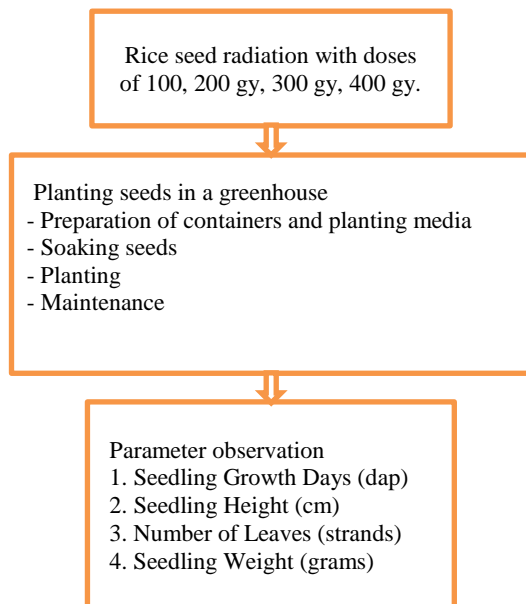 Rice seed radiation with doses
of 100, 200 gy, 300 gy, 400 gy.
Planting seeds in a greenhouse
- Preparation of containers and planting media
- Soaking seeds
- Planting
- Maintenance
Parameter observation
1. Seedling Growth Days (dap)
2. Seedling Height (cm)
3. Number of Leaves (strands)
4. Seedling Weight (grams)